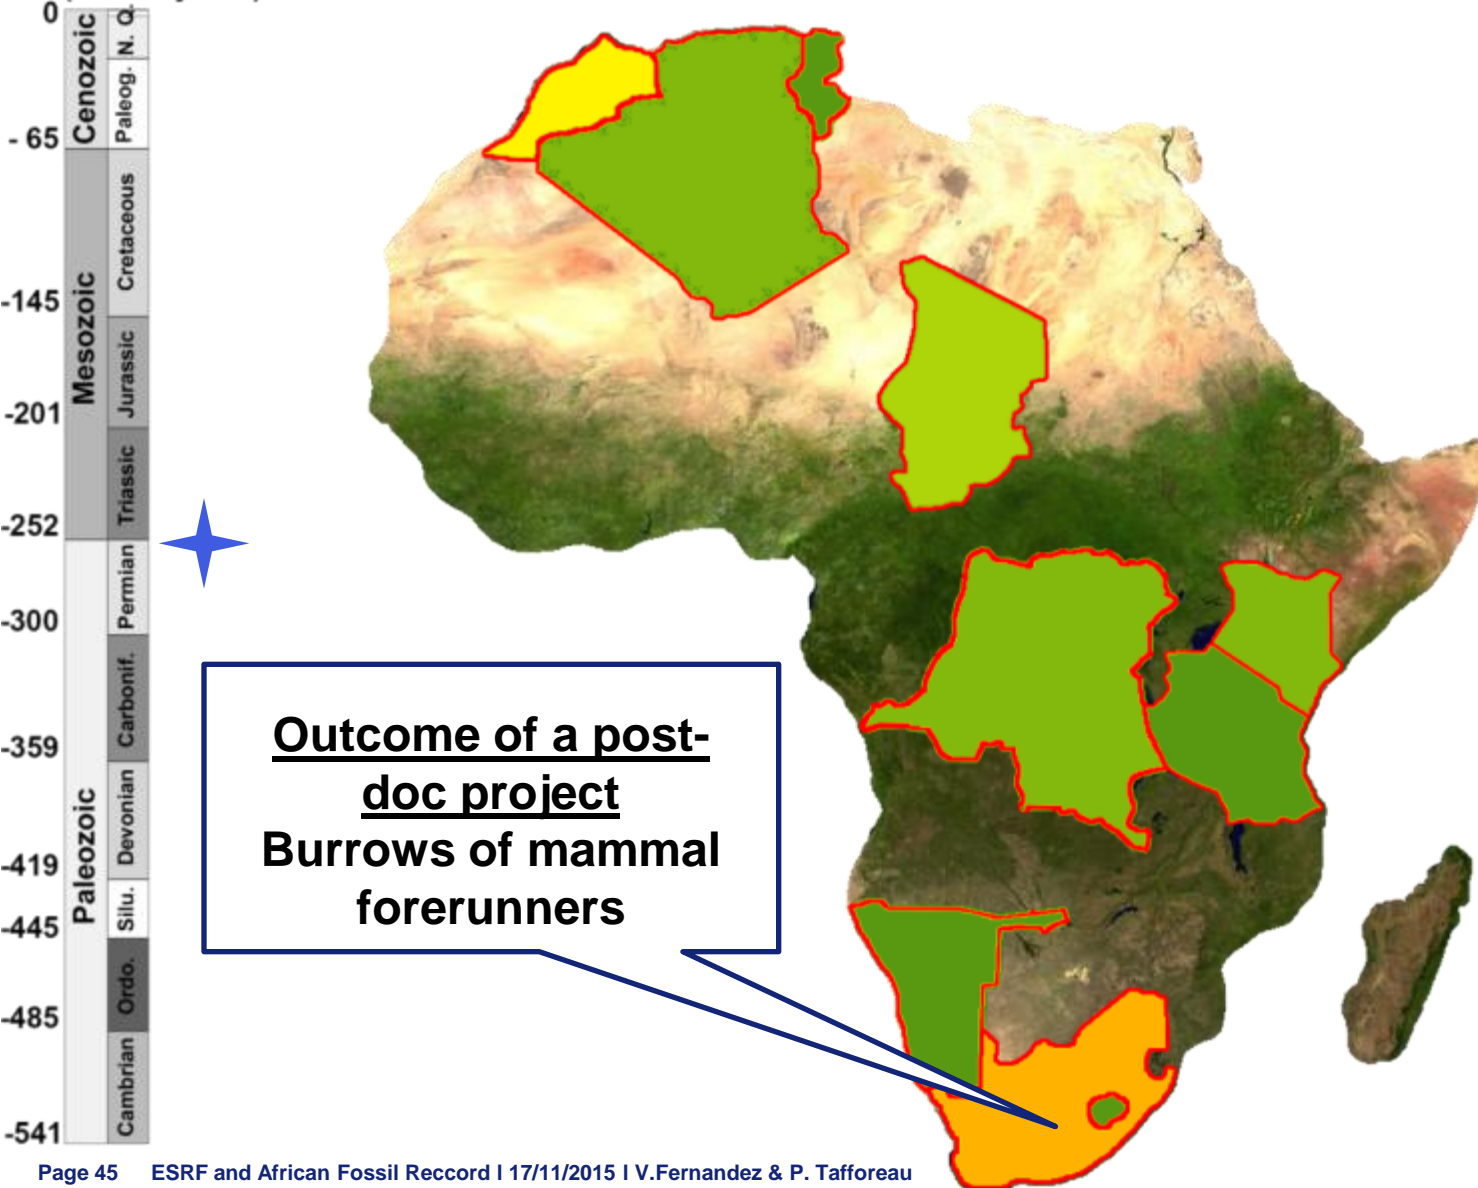 0
- 65
-145
-201
-252
-300
-359
-419
-445
-485
-541
Cenozoic
Mesozoic
Paleozoic
N. Q.
Paleog.
Cretaceous
Jurassic
Triassic
Permian
Carbonif.
Devonian
Silu.
Ordo.
Cambrian
Outcome of a post-
doc project
Burrows of mammal
forerunners
Page 45 ESRF and African Fossil Reccord l 17/11/2015 l V.Fernandez & P. Tafforeau